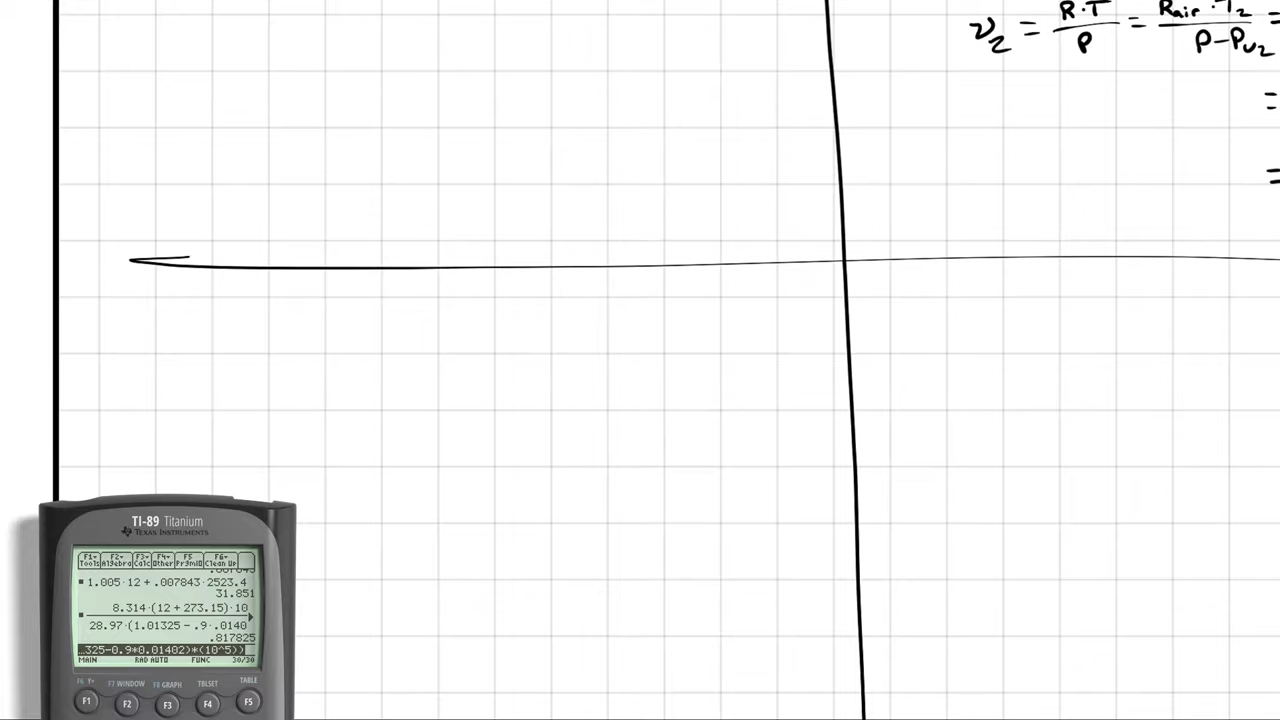 ν₂ = R·T / P = Rair·T₂ / P-Pv₂ =
=
=
TI-89 Titanium
TEXAS INSTRUMENTS
F1 F2 F3 F4 F5 F6
Tools Algebra Calc Other PrgmIO Clean Up
1.005·12 + .007843·2523.4
31.851
8.314·(12 + 273.15)·10
28.97·(1.01325 - .9·.0140
.817825
…325-0.9*0.01402)*(10^5))
MAIN RAD AUTO FUNC 30/30
F6 Y= F7 WINDOW F8 GRAPH TBLSET TABLE
F1 F2 F3 F4 F5